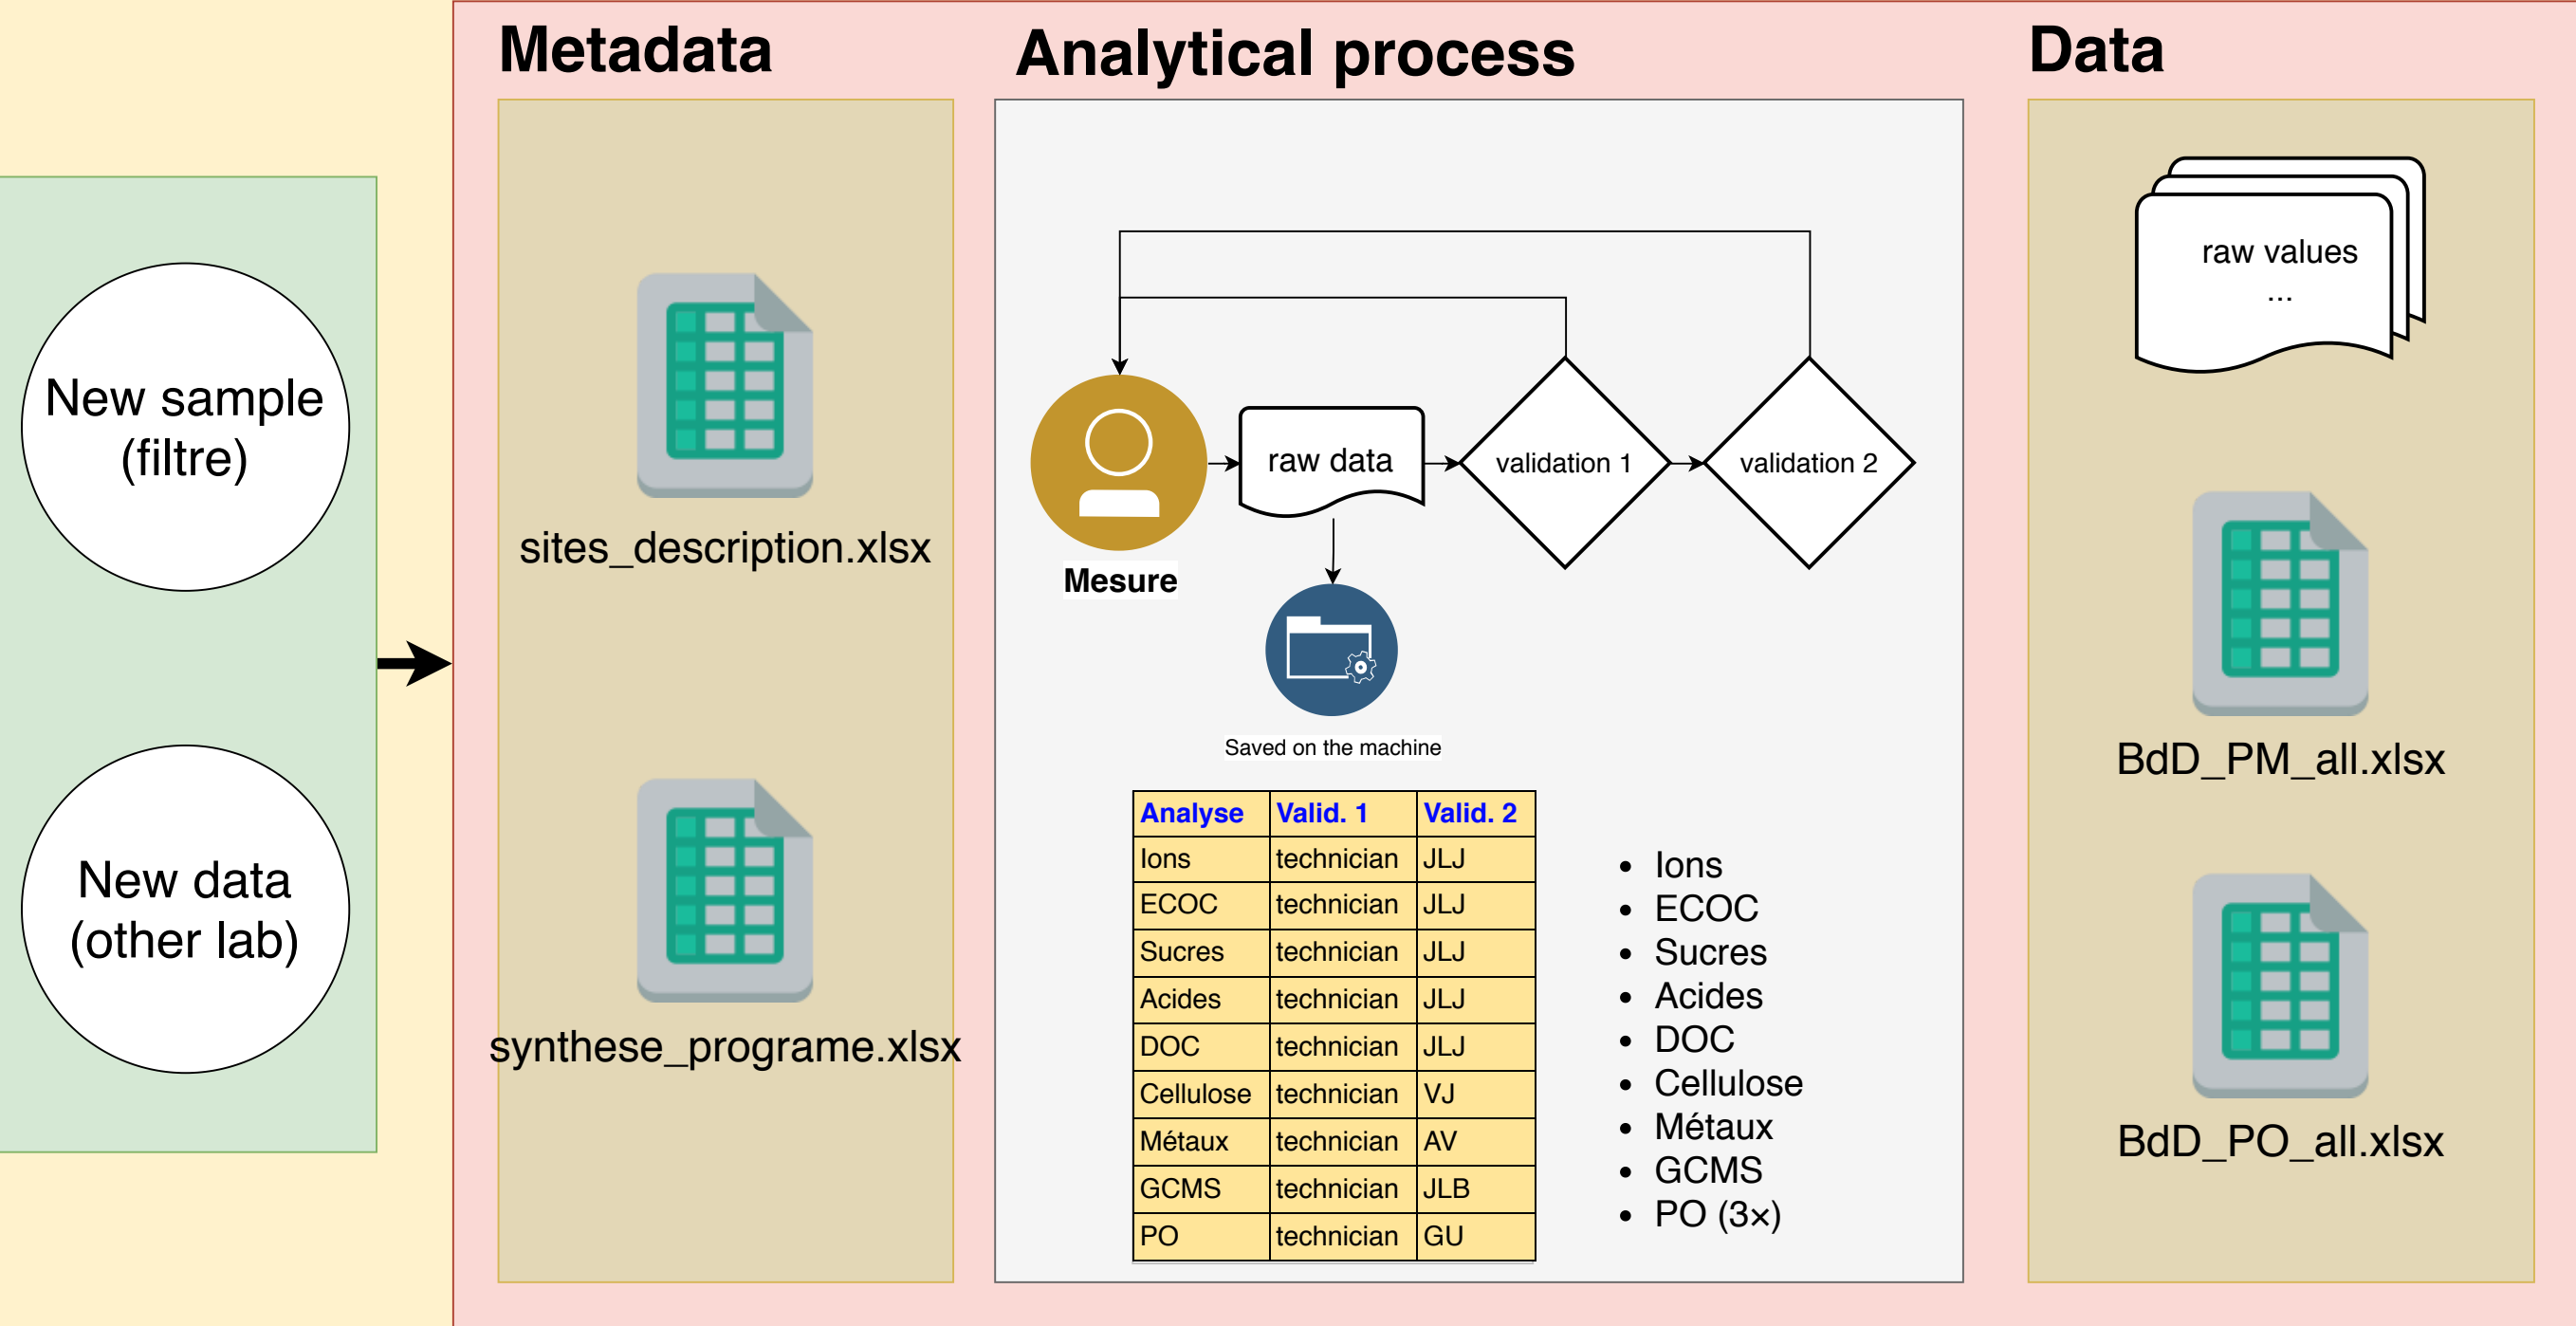 Metadata
Analytical process
Data
New sample
(filtre)
New data
(other lab)
sites_description.xlsx
synthese_programe.xlsx
raw data
validation 1
validation 2
Mesure
Saved on the machine
Analyse Valid. 1 Valid. 2
Ions technician JLJ
ECOC technician JLJ
Sucres technician JLJ
Acides technician JLJ
DOC technician JLJ
Cellulose technician VJ
Métaux technician AV
GCMS technician JLB
PO technician GU
• Ions
• ECOC
• Sucres
• Acides
• DOC
• Cellulose
• Métaux
• GCMS
• PO (3×)
raw values
...
BdD_PM_all.xlsx
BdD_PO_all.xlsx